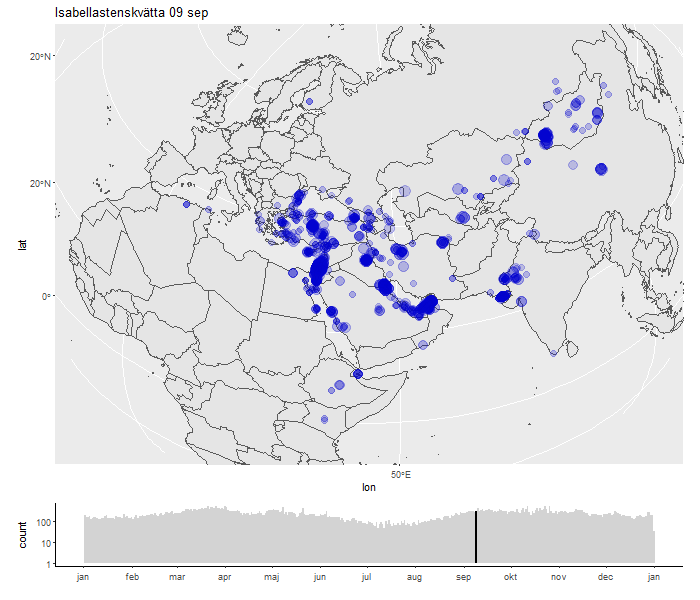 Isabellastenskvätta 09 sep
20°N
20°N
0°
lat
50°E
lon
count
100
10
1
jan feb mar apr maj jun jul aug sep okt nov dec jan